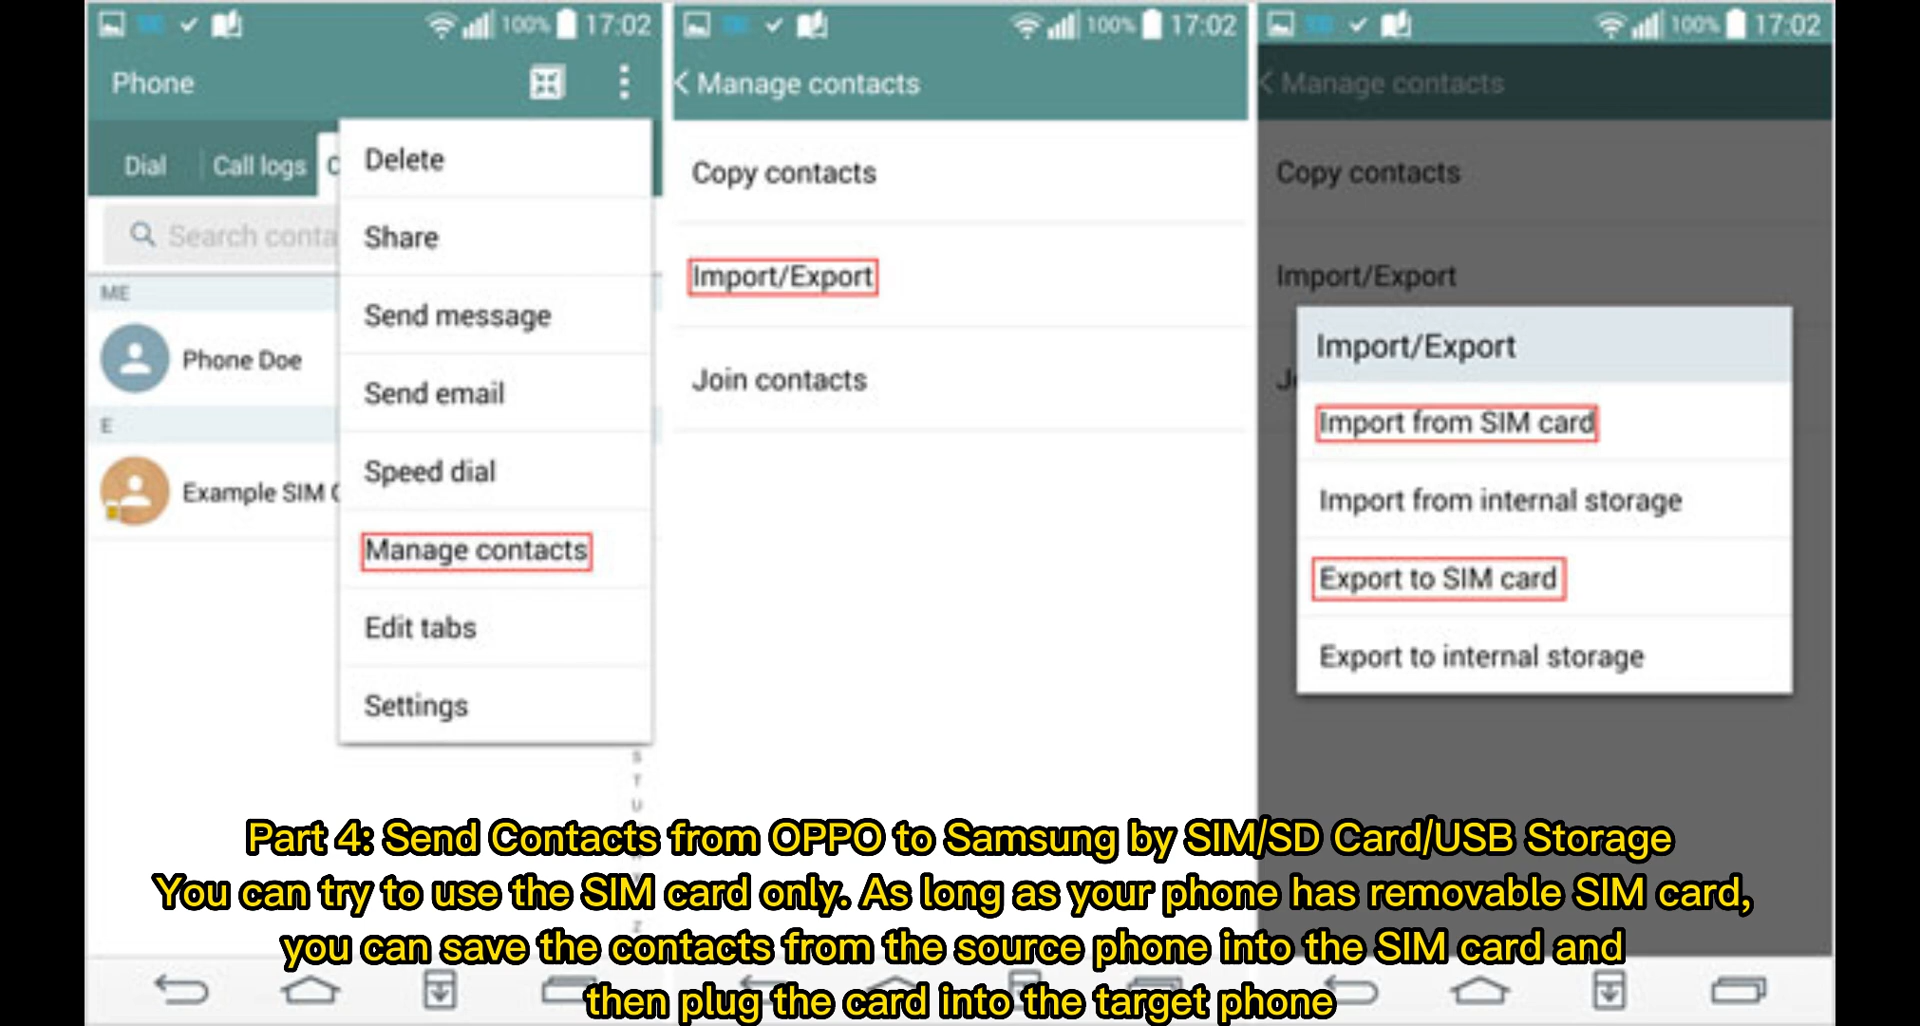 100% 17:02
Phone
Dial
Call logs
C
Search conta
ME
Phone Doe
E
Example SIM C
Delete
Share
Send message
Send email
Speed dial
Manage contacts
Edit tabs
Settings
S
T
U
Z
100% 17:02
Manage contacts
Copy contacts
Import/Export
Join contacts
100% 17:02
Manage contacts
Copy contacts
Import/Export
Import/Export
Import from SIM card
Import from internal storage
Export to SIM card
Export to internal storage
Part 4: Send Contacts from OPPO to Samsung by SIM/SD Card/USB Storage
You can try to use the SIM card only. As long as your phone has removable SIM card,
you can save the contacts from the source phone into the SIM card and
then plug the card into the target phone